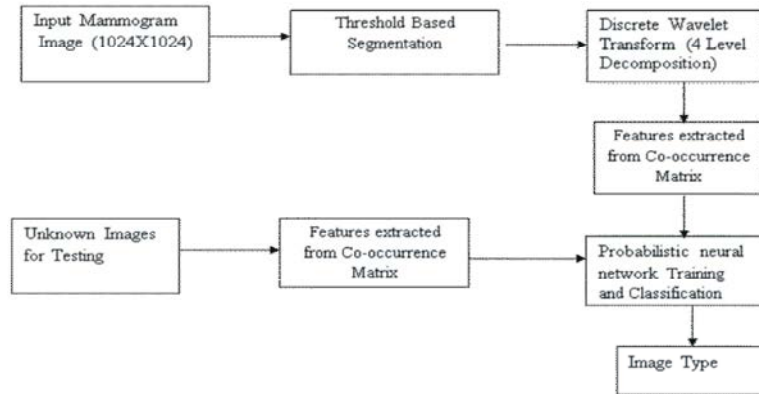 Input Mammogram
Image (1024X1024)
Threshold Based
Segmentation
Discrete Wavelet
Transform (4 Level
Decomposition)
Features extracted
from Co-occurrence
Matrix
Unknown Images
for Testing
Features extracted
from Co-occurrence
Matrix
Probabilistic neural
network Training
and Classification
Image Type